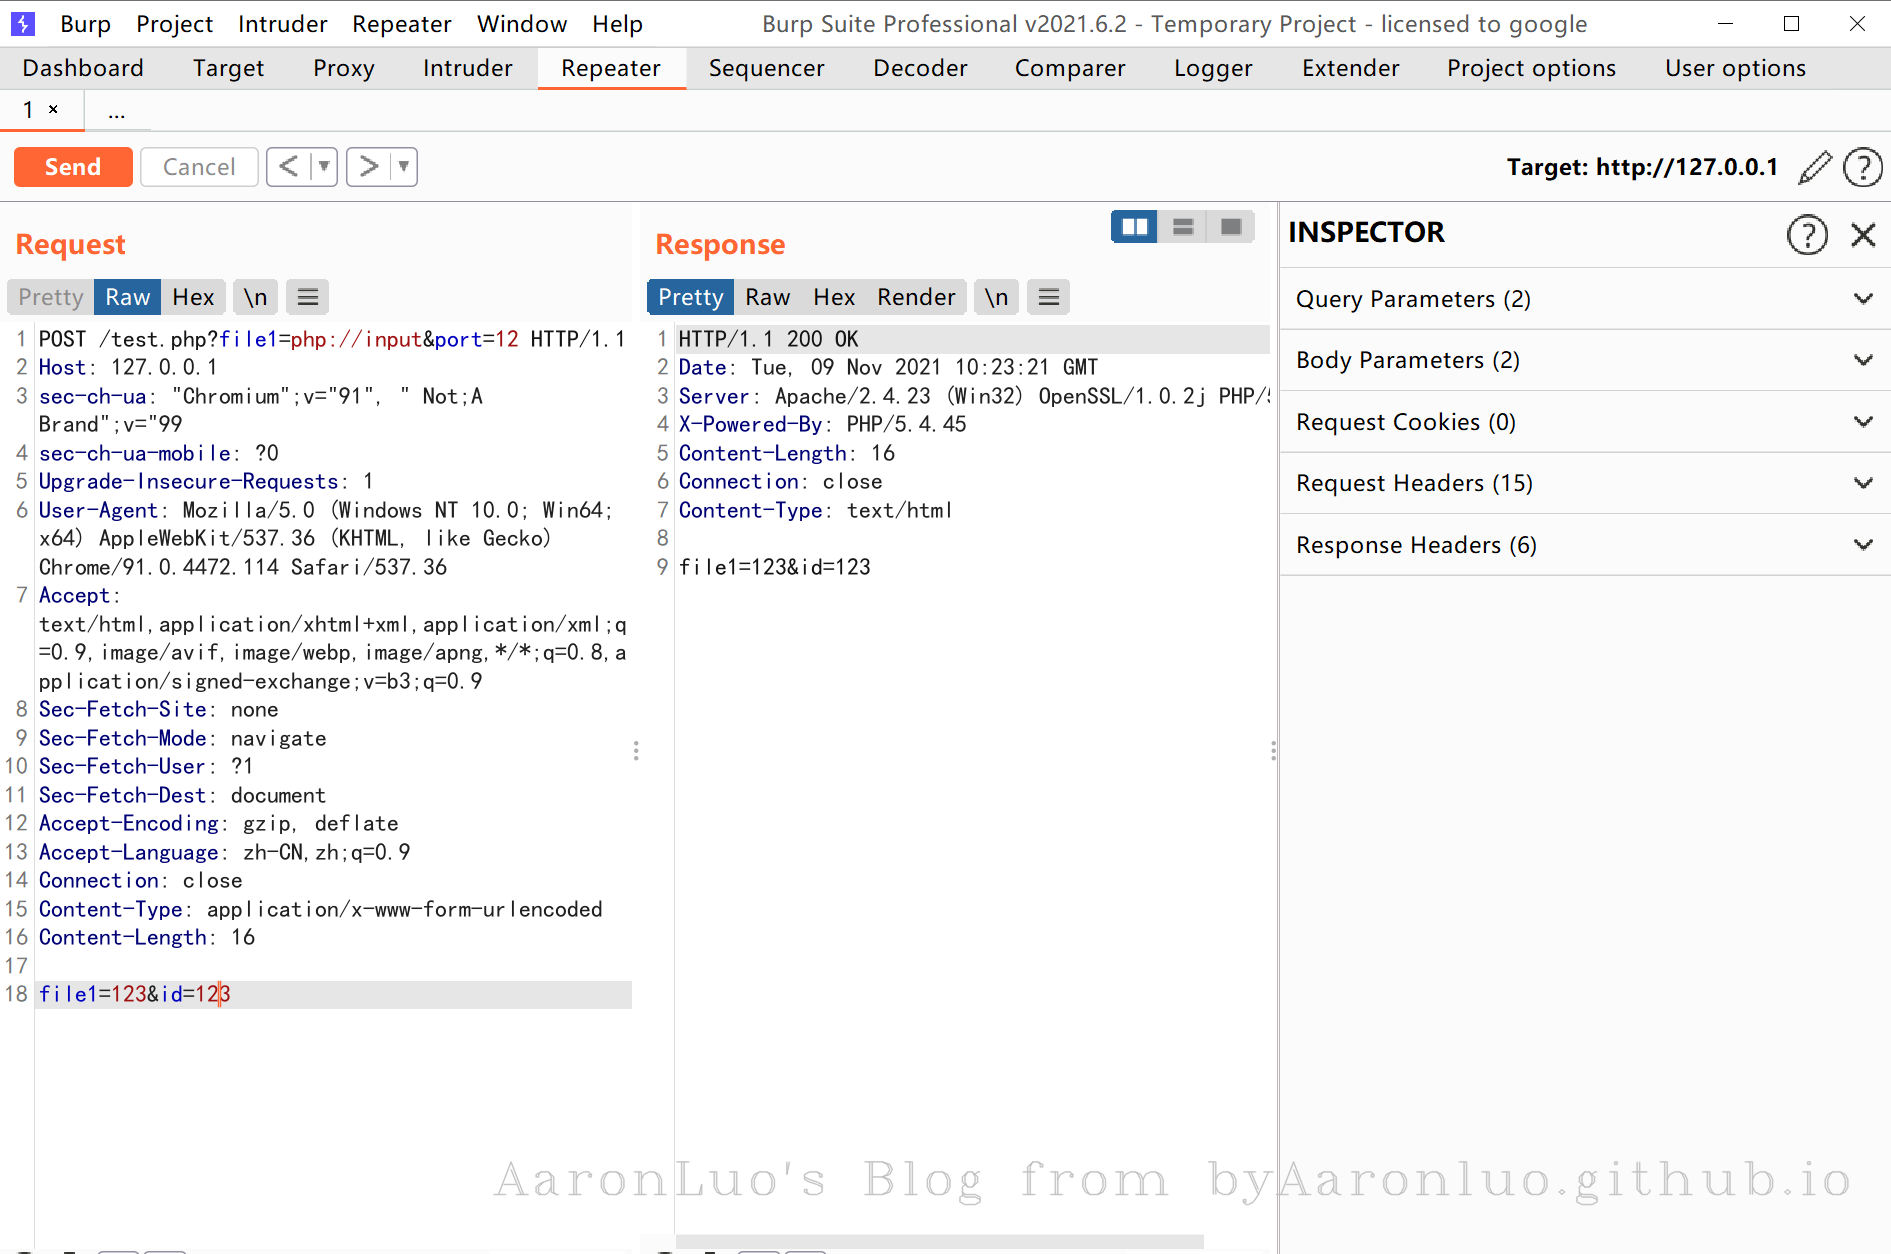 Burp Project Intruder Repeater Window Help Burp Suite Professional v2021.6.2 - Temporary Project - licensed to google
Dashboard Target Proxy Intruder Repeater Sequencer Decoder Comparer Logger Extender Project options User options
1 × ...
Send Cancel < ▼ > ▼ Target: http://127.0.0.1 ?
Request
Pretty Raw Hex \n
1 POST /test.php?file1=php://input&port=12 HTTP/1.1
2 Host: 127.0.0.1
3 sec-ch-ua: "Chromium";v="91", " Not;A
Brand";v="99
4 sec-ch-ua-mobile: ?0
5 Upgrade-Insecure-Requests: 1
6 User-Agent: Mozilla/5.0 (Windows NT 10.0; Win64;
x64) AppleWebKit/537.36 (KHTML, like Gecko)
Chrome/91.0.4472.114 Safari/537.36
7 Accept:
text/html,application/xhtml+xml,application/xml;q
=0.9,image/avif,image/webp,image/apng,*/*;q=0.8,a
pplication/signed-exchange;v=b3;q=0.9
8 Sec-Fetch-Site: none
9 Sec-Fetch-Mode: navigate
10 Sec-Fetch-User: ?1
11 Sec-Fetch-Dest: document
12 Accept-Encoding: gzip, deflate
13 Accept-Language: zh-CN,zh;q=0.9
14 Connection: close
15 Content-Type: application/x-www-form-urlencoded
16 Content-Length: 16
17
18 file1=123&id=123
Response
Pretty Raw Hex Render \n
1 HTTP/1.1 200 OK
2 Date: Tue, 09 Nov 2021 10:23:21 GMT
3 Server: Apache/2.4.23 (Win32) OpenSSL/1.0.2j PHP/
4 X-Powered-By: PHP/5.4.45
5 Content-Length: 16
6 Connection: close
7 Content-Type: text/html
8
9 file1=123&id=123
INSPECTOR ?
Query Parameters (2)
Body Parameters (2)
Request Cookies (0)
Request Headers (15)
Response Headers (6)
AaronLuo's Blog from byAaronluo.github.io